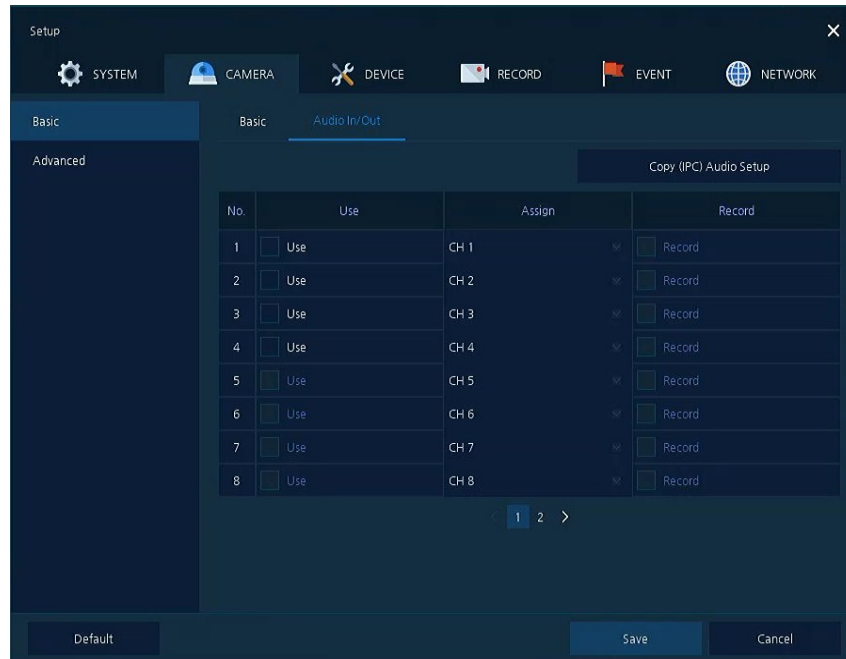 Setup
SYSTEM CAMERA DEVICE RECORD EVENT NETWORK
Basic Basic Audio In/Out
Advanced Copy (IPC) Audio Setup
No. Use Assign Record
1 Use CH 1 Record
2 Use CH 2 Record
3 Use CH 3 Record
4 Use CH 4 Record
5 Use CH 5 Record
6 Use CH 6 Record
7 Use CH 7 Record
8 Use CH 8 Record
1 2
Default Save Cancel